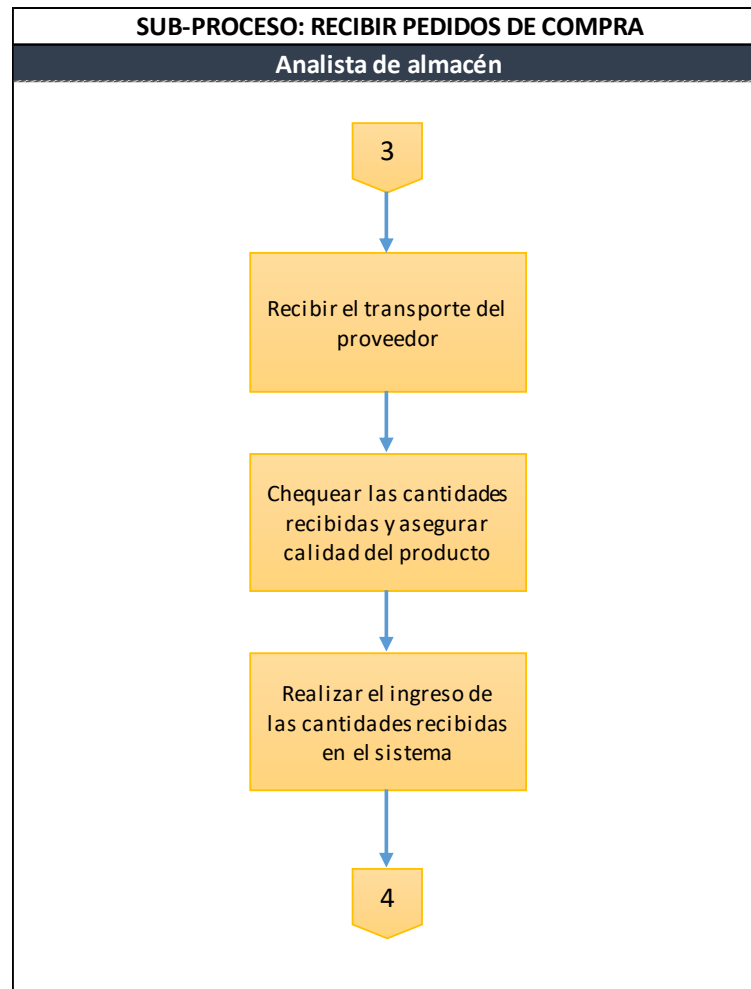 SUB-PROCESO: RECIBIR PEDIDOS DE COMPRA
Analista de almacén
3
Recibir el transporte del
proveedor
Chequear las cantidades
recibidas y asegurar
calidad del producto
Realizar el ingreso de
las cantidades recibidas
en el sistema
4